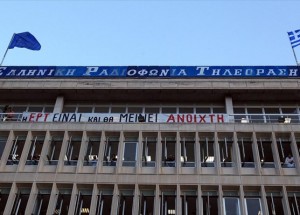 ΕΛΛΗΝΙΚΗ ΡΑΔΙΟΦΩΝΙΑ ΤΗΛΕΟΡΑΣΗ
Η ΕΡΤ ΕΙΝΑΙ ΚΑΙ ΘΑ ΜΕΙΝΕΙ ΑΝΟΙΧΤΗ